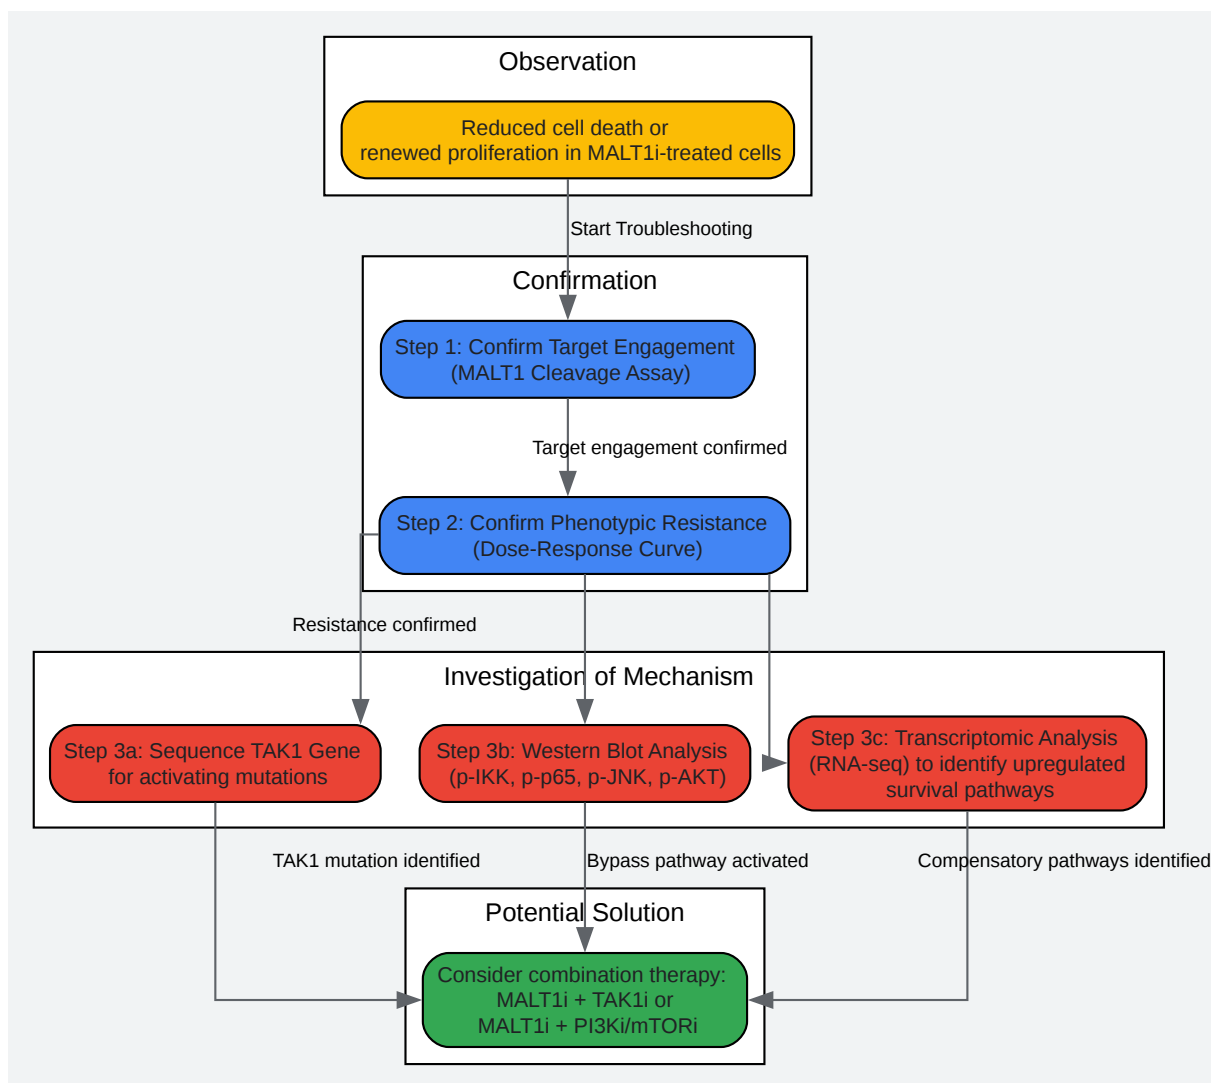 Observation
Reduced cell death or
renewed proliferation in MALT1i-treated cells
Start Troubleshooting
Confirmation
Step 1: Confirm Target Engagement
(MALT1 Cleavage Assay)
Target engagement confirmed
Step 2: Confirm Phenotypic Resistance
(Dose-Response Curve)
Resistance confirmed
Investigation of Mechanism
Step 3a: Sequence TAK1 Gene
for activating mutations
Step 3b: Western Blot Analysis
(p-IKK, p-p65, p-JNK, p-AKT)
Step 3c: Transcriptomic Analysis
(RNA-seq) to identify upregulated
survival pathways
TAK1 mutation identified
Bypass pathway activated
Compensatory pathways identified
Potential Solution
Consider combination therapy:
MALT1i + TAK1i or
MALT1i + PI3Ki/mTORi